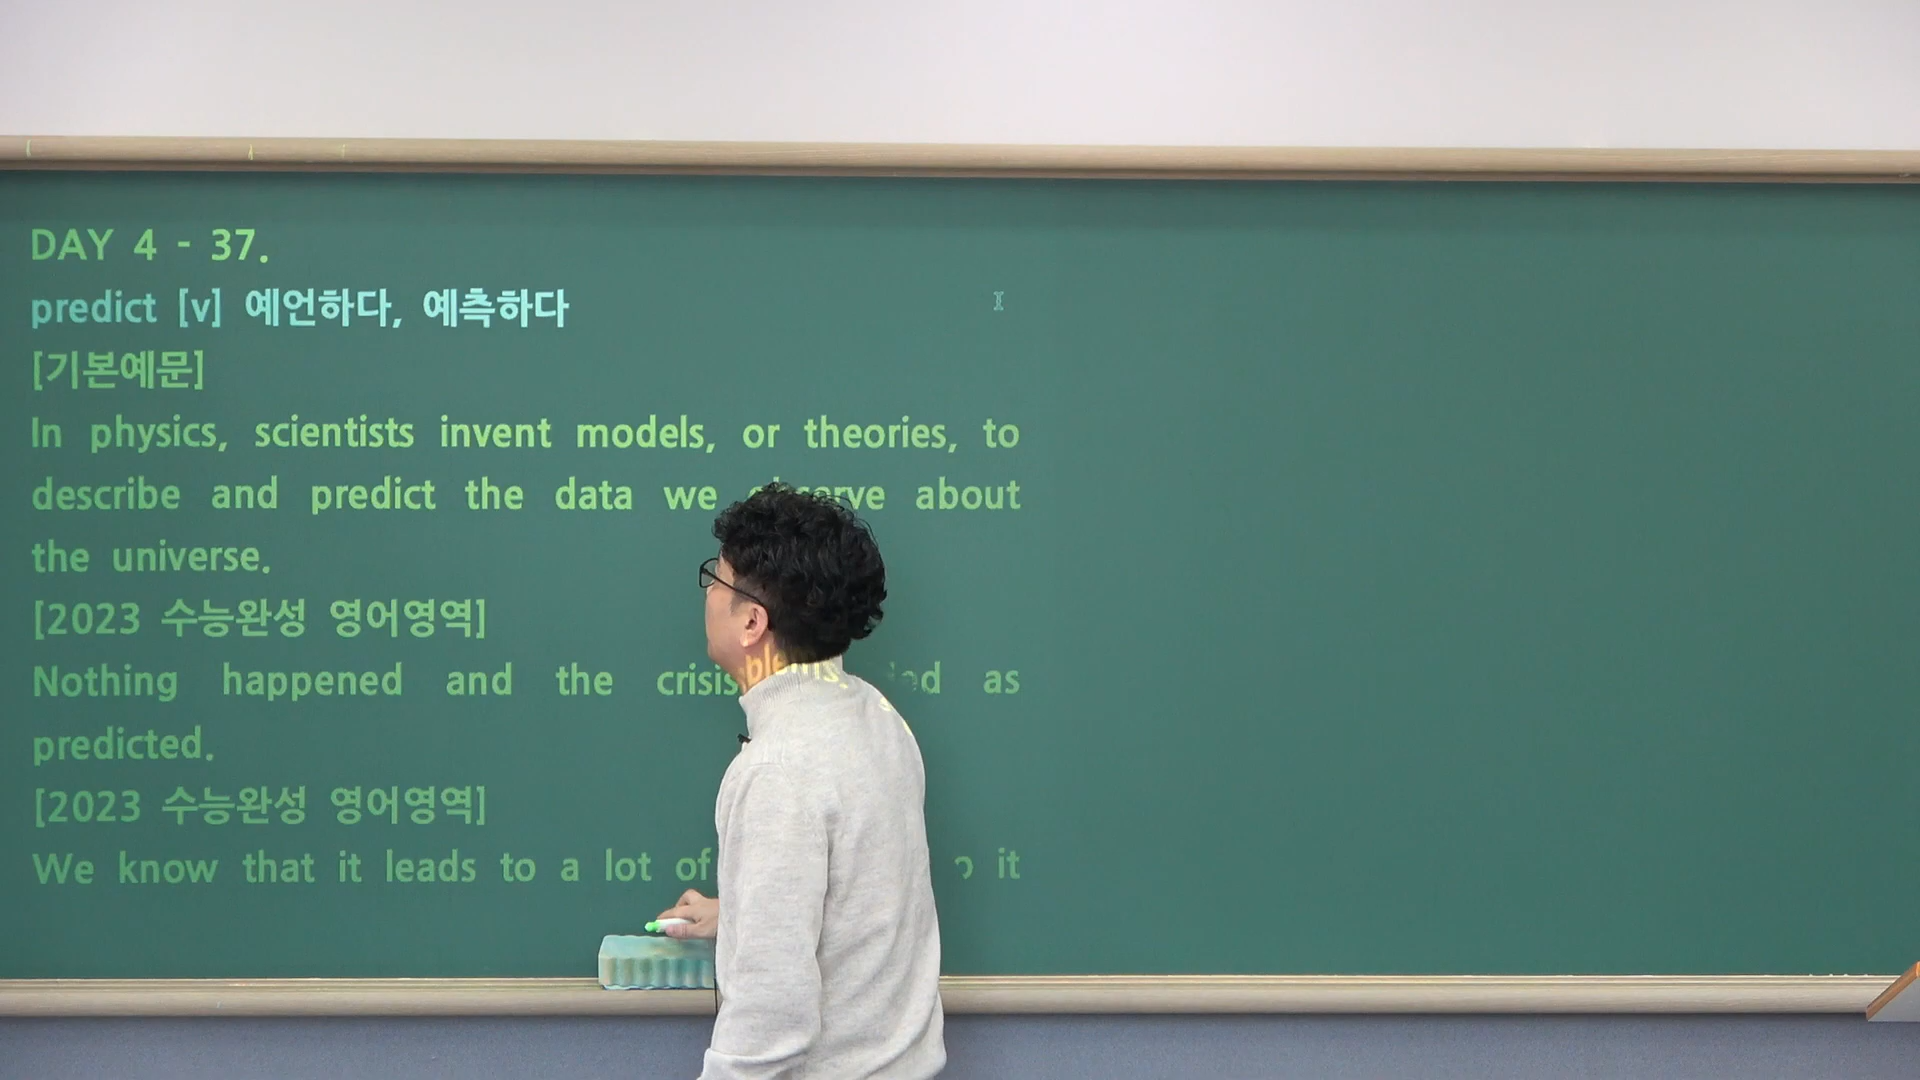 DAY 4 - 37.
predict [v] 예언하다, 예측하다
[기본예문]
In physics, scientists invent models, or theories, to
describe and predict the data we observe about
the universe.
[2023 수능완성 영어영역]
Nothing happened and the crisis as
predicted.
[2023 수능완성 영어영역]
We know that it leads to a lot of it